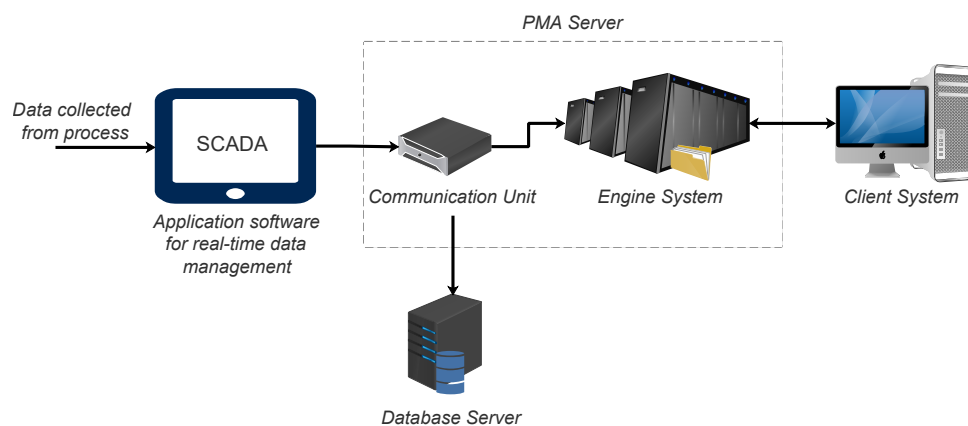 PMA Server
Data collected
from process
SCADA
Application software
for real-time data
management
Communication Unit
Engine System
Client System
Database Server